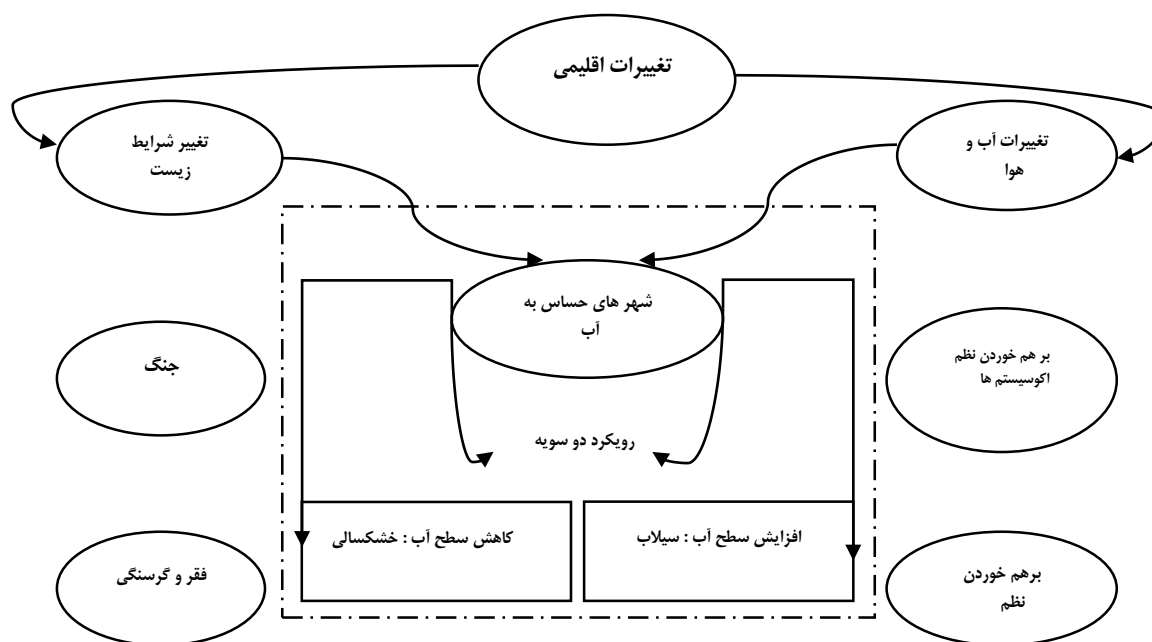 تغییرات اقلیمی
تغییرات آب و
هوا
تغییر شرایط
زیست
شهر های حساس به
آب
بر هم خوردن نظم
اکوسیستم ها
جنگ
رویکرد دو سویه
افزایش سطح آب : سیلاب
کاهش سطح آب : خشکسالی
برهم خوردن
نظم
فقر و گرسنگی